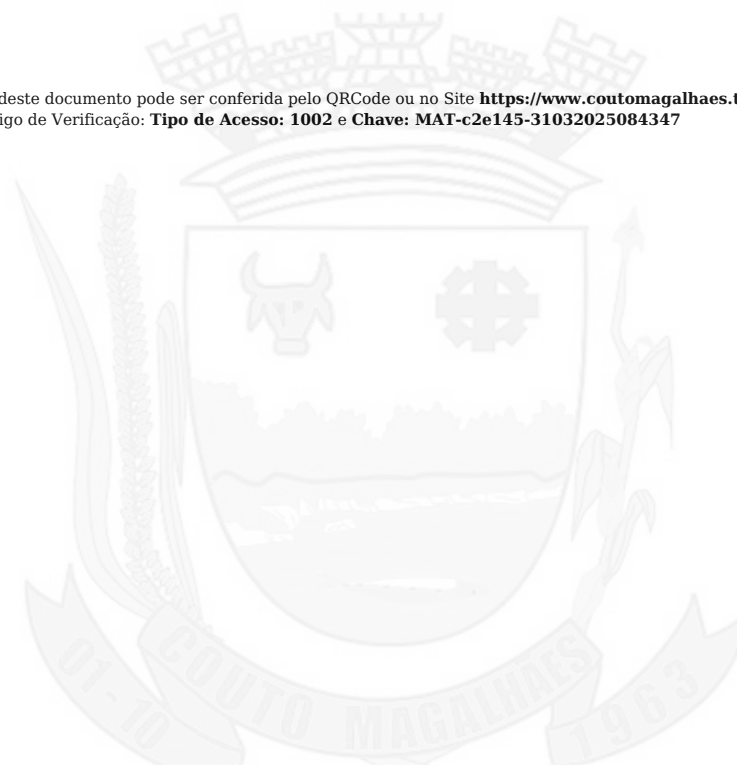 deste documento pode ser conferida pelo QRCode ou no Site https://www.coutomagalhaes.t
igo de Verificação: Tipo de Acesso: 1002 e Chave: MAT-c2e145-31032025084347
01-10 COUTO MAGALHÃES 1963